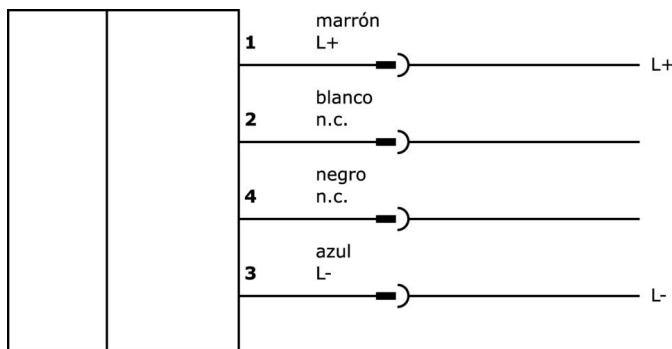 marrón
1 L+
L+
blanco
2 n.c.
negro
4 n.c.
azul
3 L-
L-